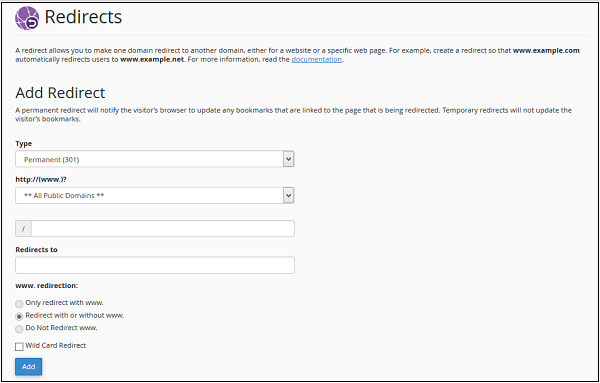 Redirects
A redirect allows you to make one domain redirect to another domain, either for a website or a specific web page. For example, create a redirect so that www.example.com
automatically redirects users to www.example.net. For more information, read the documentation.
Add Redirect
A permanent redirect will notify the visitor's browser to update any bookmarks that are linked to the page that is being redirected. Temporary redirects will not update the
visitor's bookmarks.
Type
Permanent (301)
http://(www.)?
** All Public Domains **
/
Redirects to
www. redirection:
Only redirect with www.
Redirect with or without www.
Do Not Redirect www.
Wild Card Redirect
Add